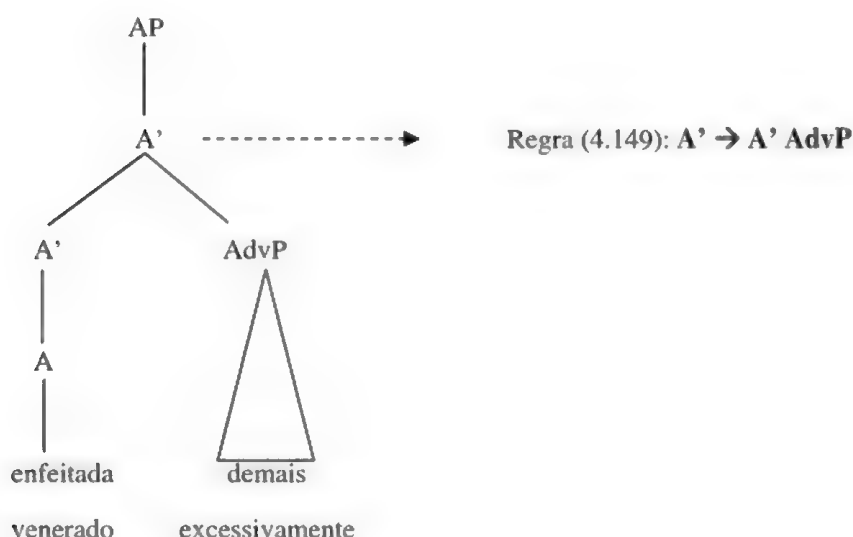 AP
A’ Regra (4.149): A’ → A’ AdvP
A’ AdvP
A
enfeitada demais
venerado excessivamente